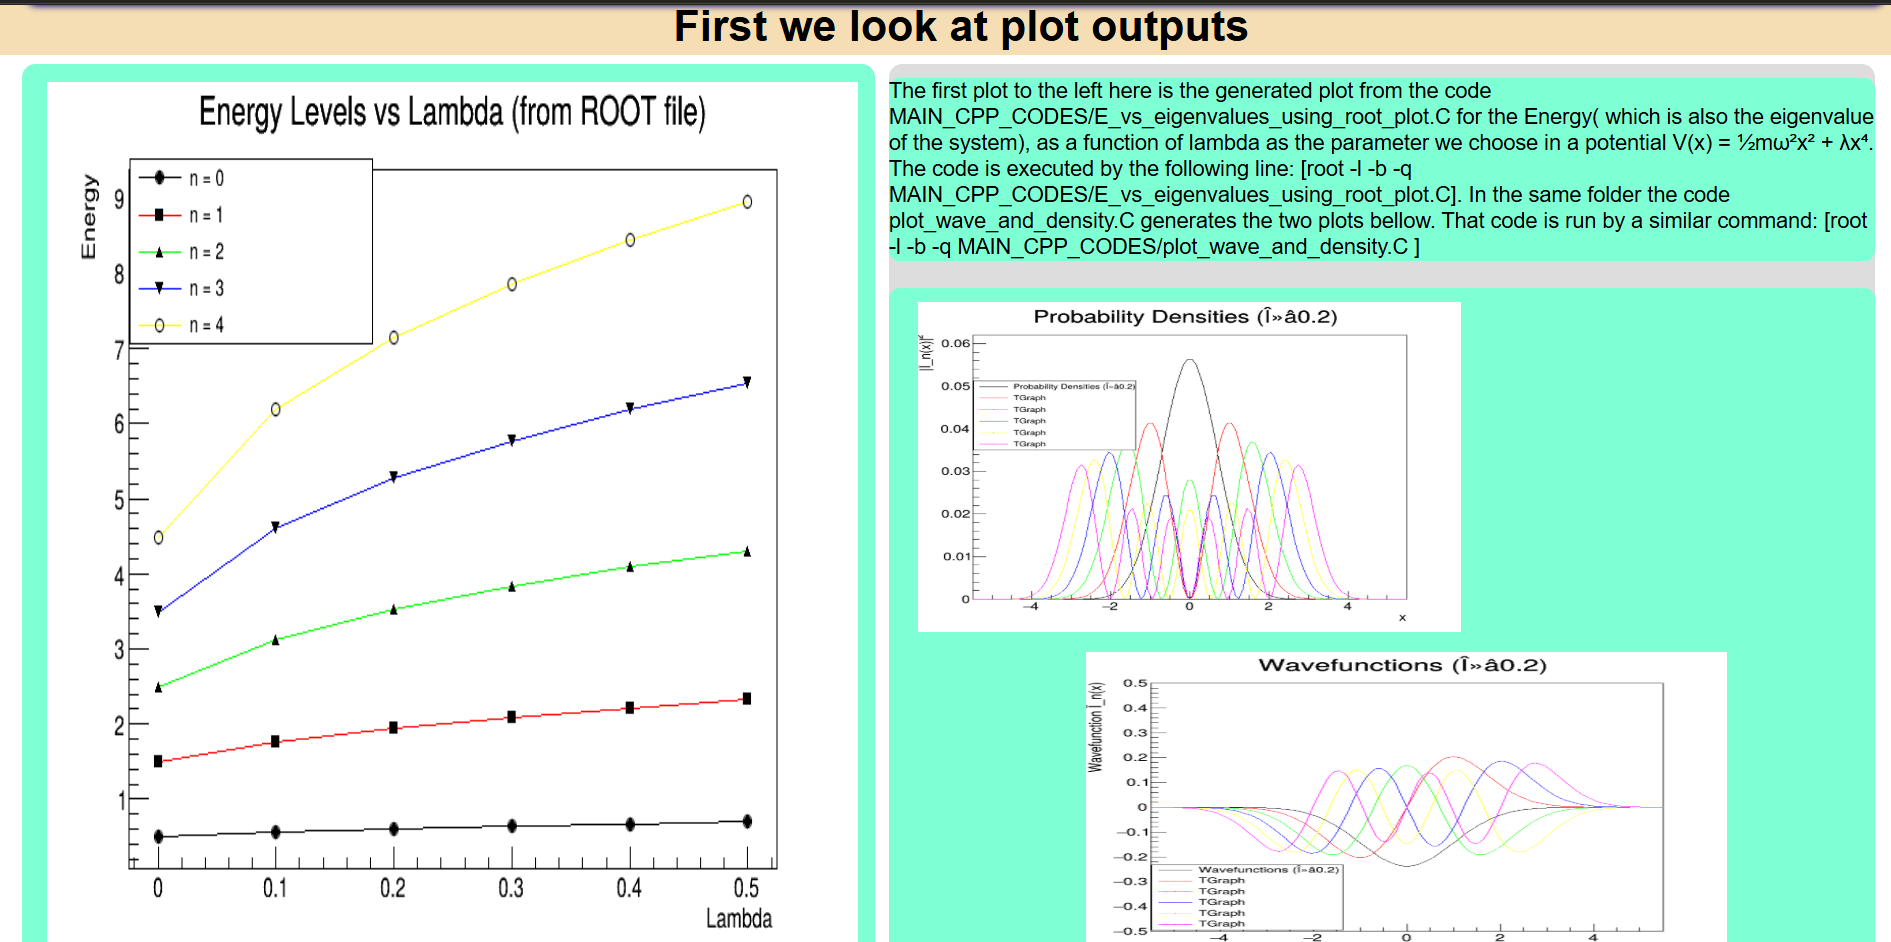 First we look at plot outputs
Energy Levels vs Lambda (from ROOT file)
Energy
n = 0
n = 1
n = 2
n = 3
n = 4
9
8
7
6
5
4
3
2
1
0 0.1 0.2 0.3 0.4 0.5
Lambda
The first plot to the left here is the generated plot from the code
MAIN_CPP_CODES/E_vs_eigenvalues_using_root_plot.C for the Energy( which is also the eigenvalue
of the system), as a function of lambda as the parameter we choose in a potential V(x) = ½mω²x² + λx⁴.
The code is executed by the following line: [root -l -b -q
MAIN_CPP_CODES/E_vs_eigenvalues_using_root_plot.C]. In the same folder the code
plot_wave_and_density.C generates the two plots bellow. That code is run by a similar command: [root
-l -b -q MAIN_CPP_CODES/plot_wave_and_density.C ]
Probability Densities (Î»â0.2)
0.06
0.05
0.04
0.03
0.02
0.01
0
Probability Densities (Î»â0.2)
TGraph
TGraph
TGraph
TGraph
TGraph
−4 −2 0 2 4
x
Wavefunctions (Î»â0.2)
Wavefunction Î_n(x)
0.5
0.4
0.3
0.2
0.1
0
−0.1
−0.2
−0.3
−0.4
−0.5
Wavefunctions (Î»â0.2)
TGraph
TGraph
TGraph
TGraph
TGraph
−4 −2 0 2 4